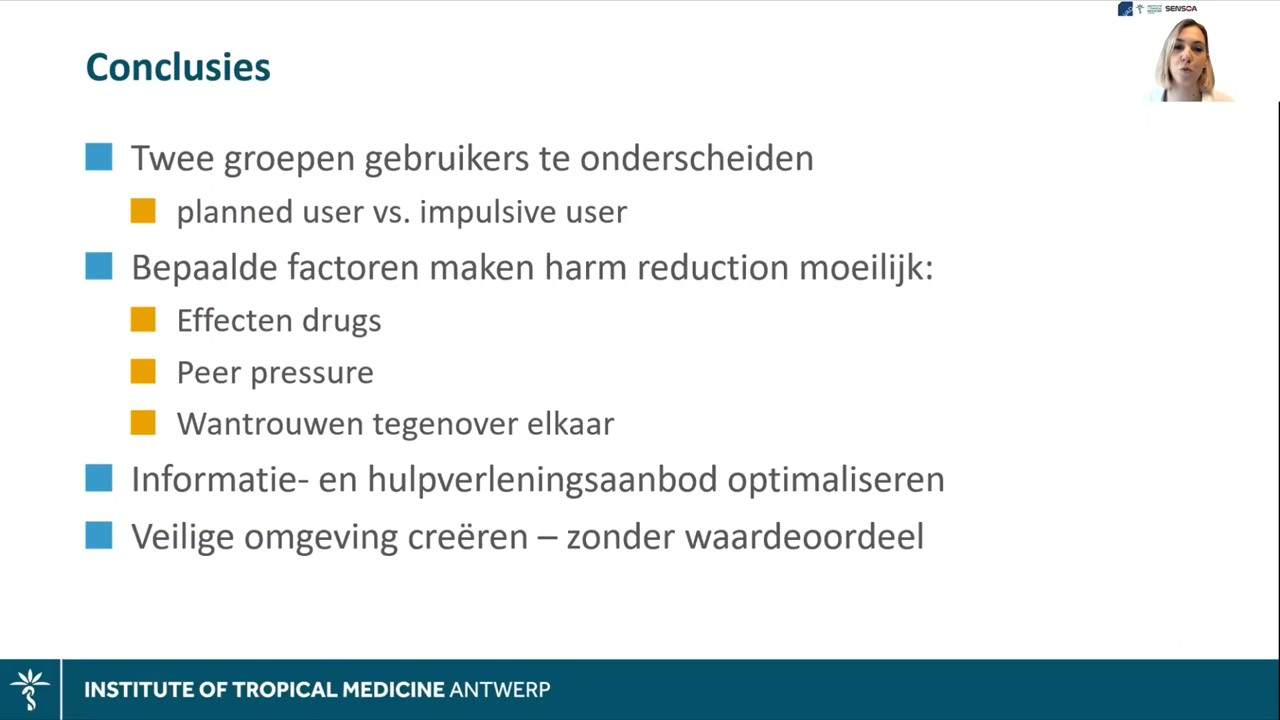 SENSOA
Conclusies
Twee groepen gebruikers te onderscheiden
planned user vs. impulsive user
Bepaalde factoren maken harm reduction moeilijk:
Effecten drugs
Peer pressure
Wantrouwen tegenover elkaar
Informatie- en hulpverleningsaanbod optimaliseren
Veilige omgeving creëren – zonder waardeoordeel
INSTITUTE OF TROPICAL MEDICINE ANTWERP